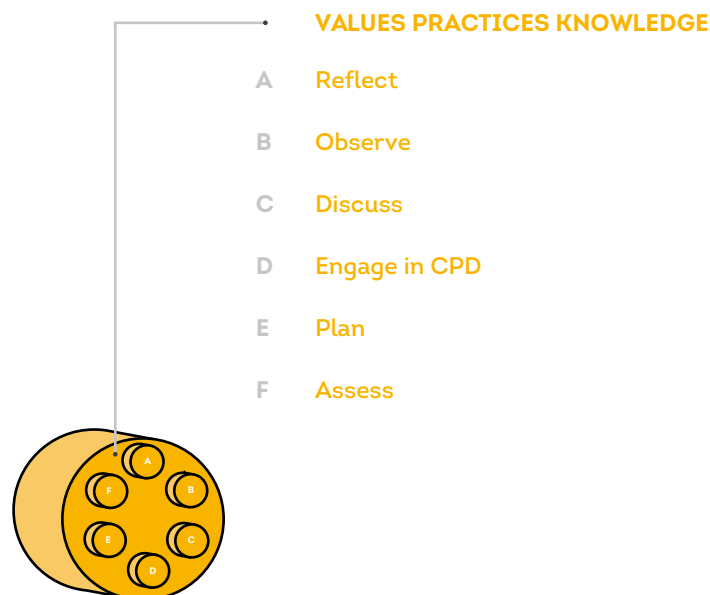 VALUES PRACTICES KNOWLEDGE
A Reflect
B Observe
C Discuss
D Engage in CPD
E Plan
F Assess
A
F
B
E
C
D